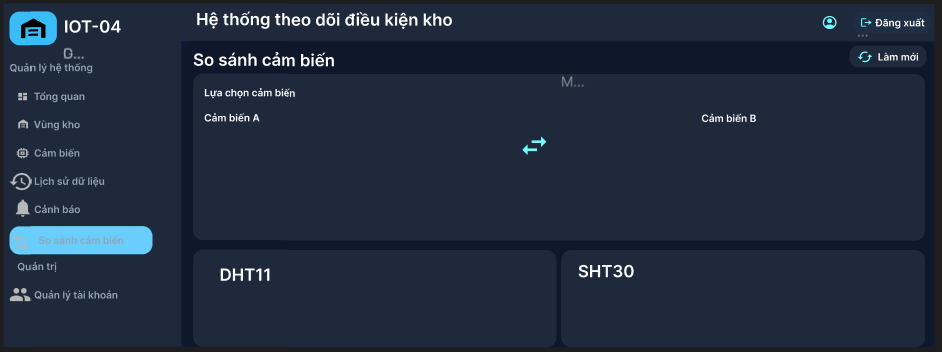 IOT-04
G...
Quản lý hệ thống
Tổng quan
Vùng kho
Cảm biến
Lịch sử dữ liệu
Cảnh báo
So sánh cảm biến
Quản trị
Quản lý tài khoản
Hệ thống theo dõi điều kiện kho
Đăng xuất
...
So sánh cảm biến
Làm mới
M...
Lựa chọn cảm biến
Cảm biến A
Cảm biến B
DHT11
SHT30